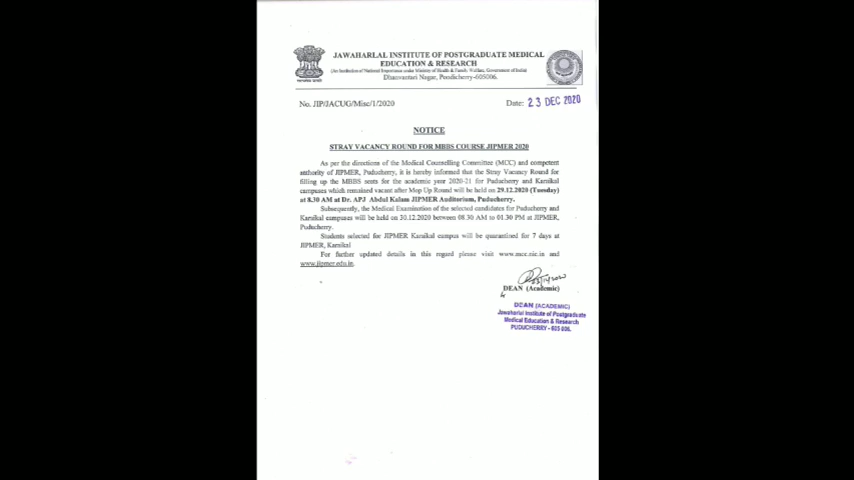 JAWAHARLAL INSTITUTE OF POSTGRADUATE MEDICAL
EDUCATION & RESEARCH
(An Institution of National Importance under Ministry of Health & Family Welfare, Government of India)
Dhanvantari Nagar, Pondicherry-605006.
No. JIP/JACUG/Misc/1/2020
Date: 23 DEC 2020
NOTICE
STRAY VACANCY ROUND FOR MBBS COURSE JIPMER 2020
As per the directions of the Medical Counselling Committee (MCC) and competent
authority of JIPMER, Puducherry, it is hereby informed that the Stray Vacancy Round for
filling up the MBBS seats for the academic year 2020-21 for Puducherry and Karaikal
campuses which remained vacant after Mop Up Round will be held on 29.12.2020 (Tuesday)
at 8.30 AM at Dr. APJ Abdul Kalam JIPMER Auditorium, Puducherry.
Subsequently, the Medical Examination of the selected candidates for Puducherry and
Karaikal campuses will be held on 30.12.2020 between 08.30 AM to 01.30 PM at JIPMER,
Puducherry.
Students selected for JIPMER Karaikal campus will be quarantined for 7 days at
JIPMER, Karaikal
For further updated details in this regard please visit www.mcc.nic.in and
www.jipmer.edu.in.
DEAN (Academic)
DEAN (ACADEMIC)
Jawaharlal Institute of Postgraduate
Medical Education & Research
PUDUCHERRY - 605 006.